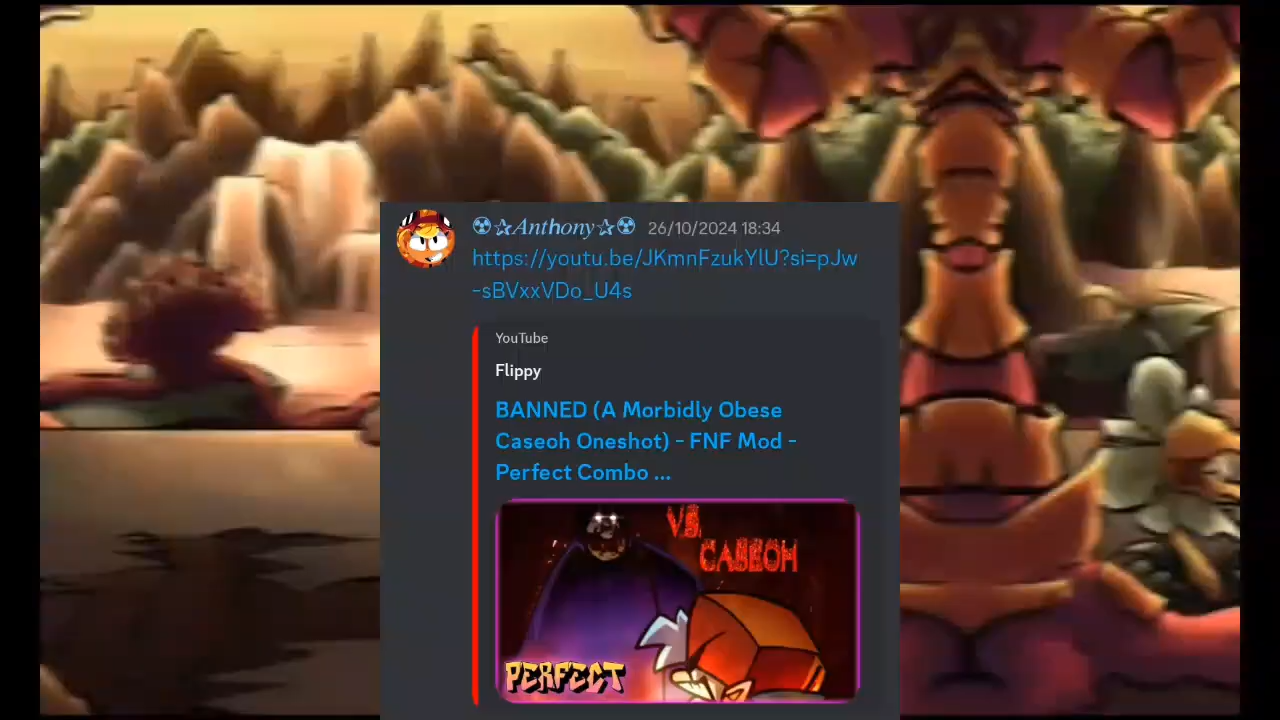 ☢✰Anthony✰☢ 26/10/2024 18:34
https://youtu.be/JKmnFzukYlU?si=pJw
-sBVxxVDo_U4s
YouTube
Flippy
BANNED (A Morbidly Obese
Caseoh Oneshot) - FNF Mod -
Perfect Combo ...
VS.
CASEOH
PERFECT